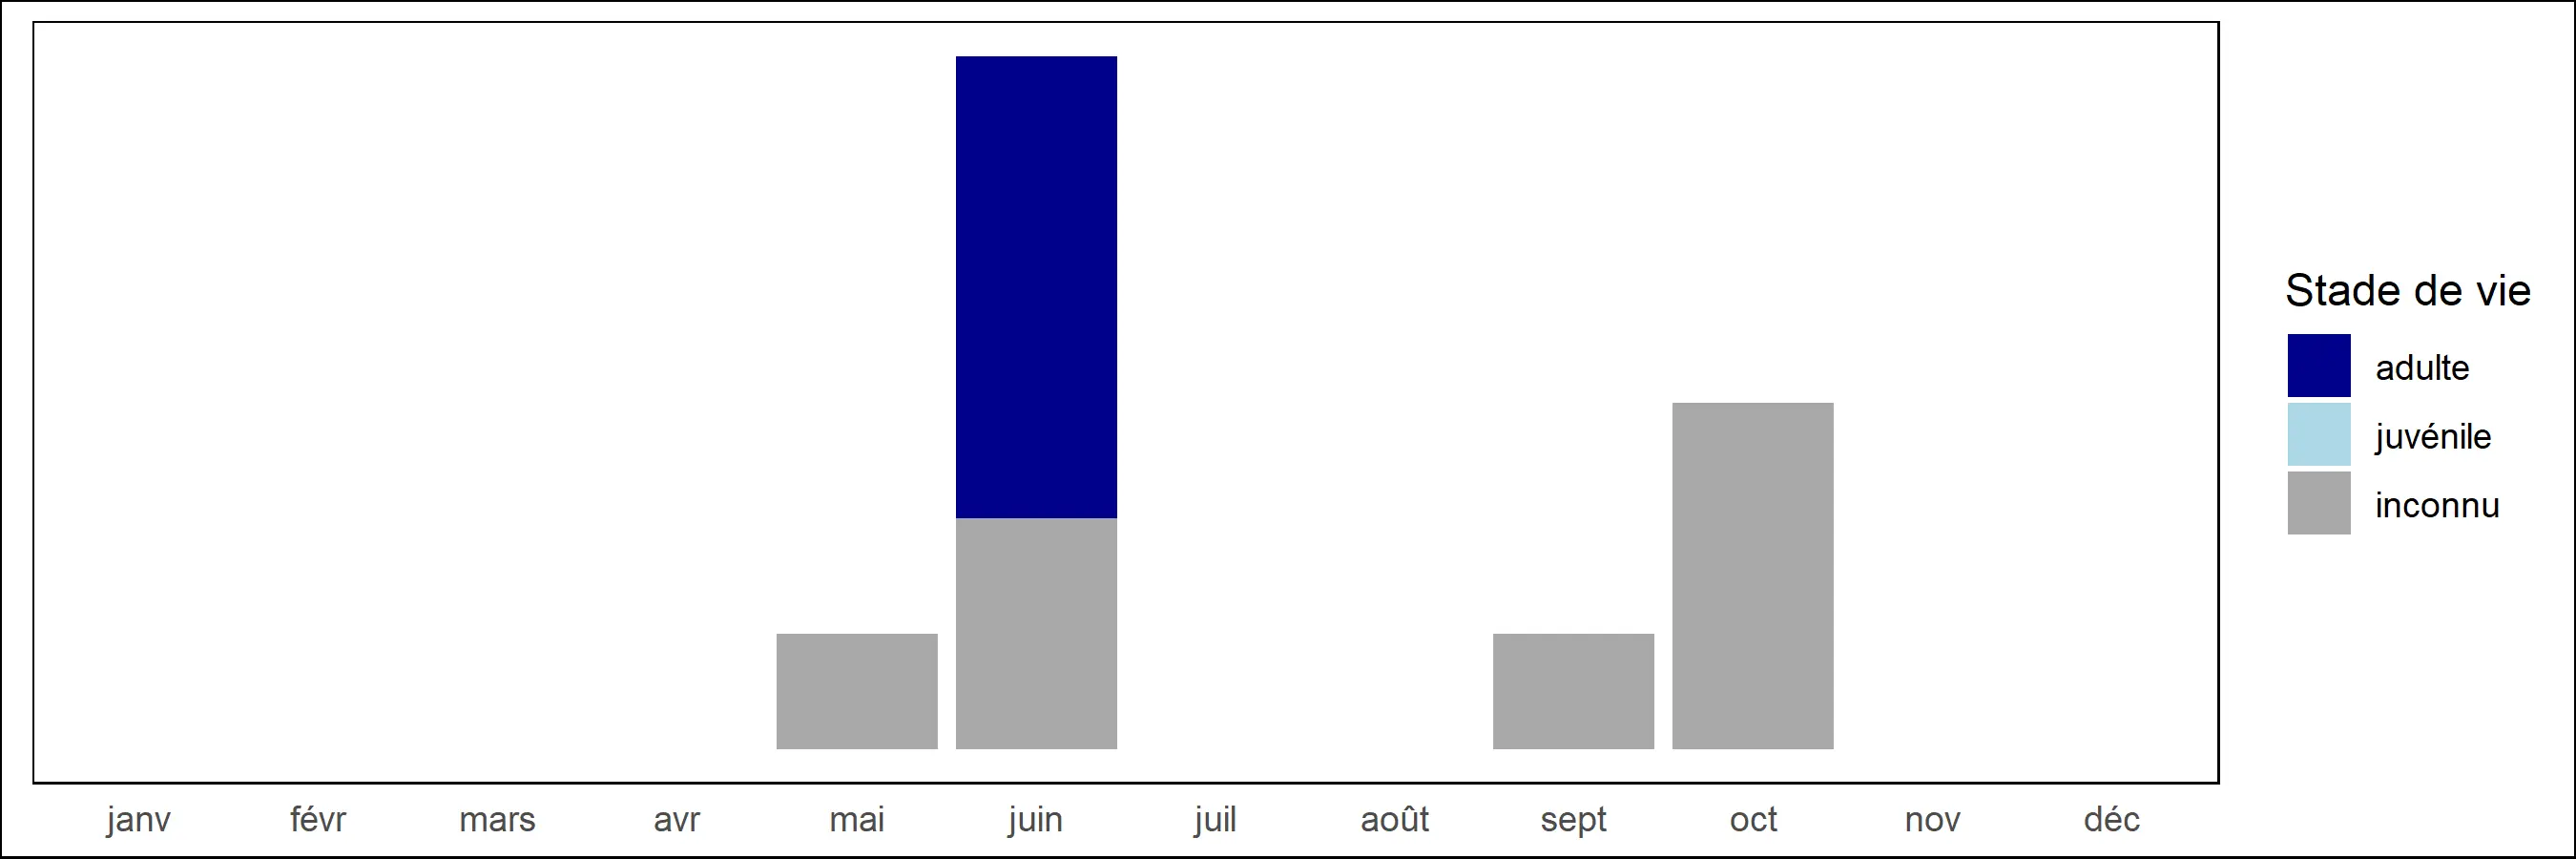 Stade de vie
adulte
juvénile
inconnu
janv févr mars avr mai juin juil août sept oct nov déc